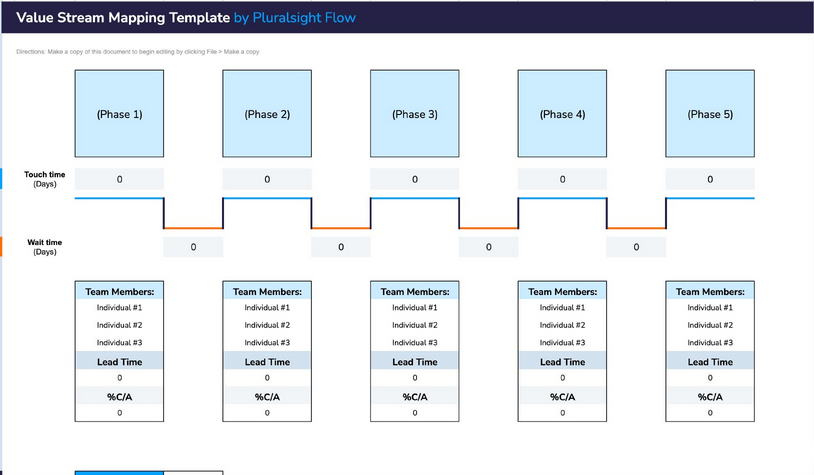 Value Stream Mapping Template by Pluralsight Flow
Directions: Make a copy of this document to begin editing by clicking File > Make a copy
(Phase 1) (Phase 2) (Phase 3) (Phase 4) (Phase 5)
Touch time
(Days)
0 0 0 0 0
Wait time
(Days)
0 0 0 0
Team Members: Team Members: Team Members: Team Members: Team Members:
Individual #1 Individual #1 Individual #1 Individual #1 Individual #1
Individual #2 Individual #2 Individual #2 Individual #2 Individual #2
Individual #3 Individual #3 Individual #3 Individual #3 Individual #3
Lead Time Lead Time Lead Time Lead Time Lead Time
0 0 0 0 0
%C/A %C/A %C/A %C/A %C/A
0 0 0 0 0